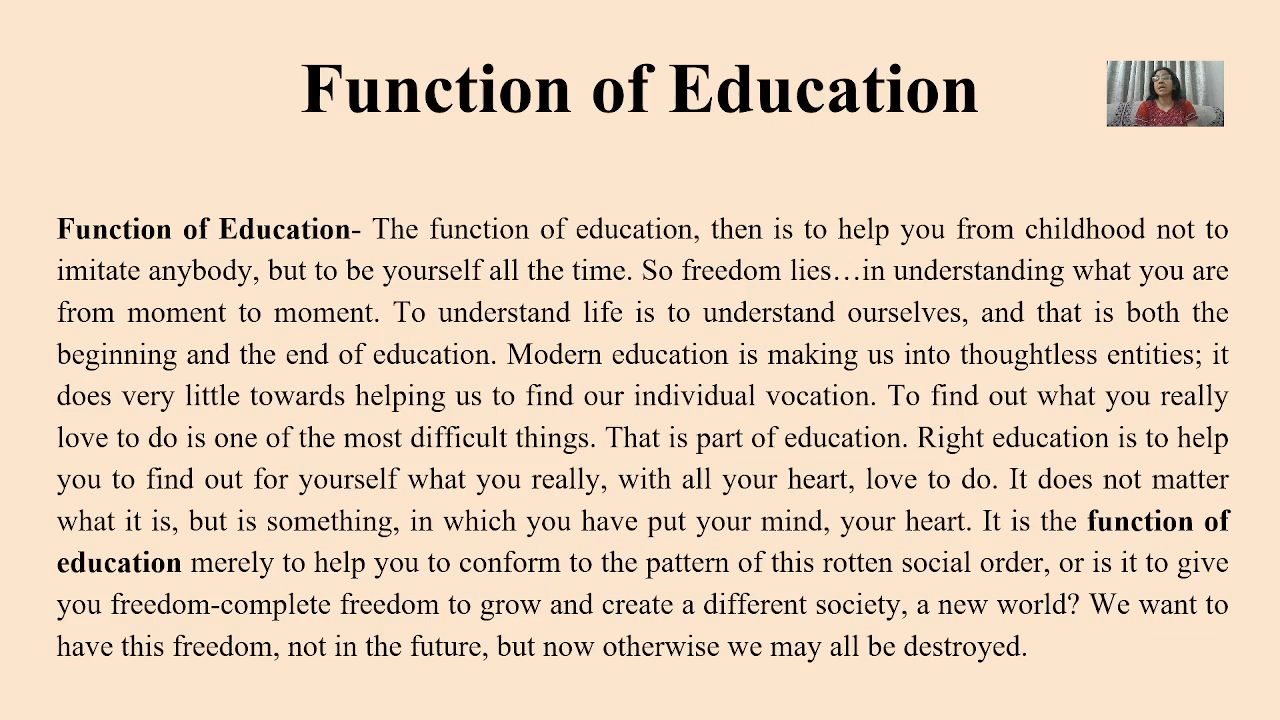 Function of Education
Function of Education- The function of education, then is to help you from childhood not to
imitate anybody, but to be yourself all the time. So freedom lies…in understanding what you are
from moment to moment. To understand life is to understand ourselves, and that is both the
beginning and the end of education. Modern education is making us into thoughtless entities; it
does very little towards helping us to find our individual vocation. To find out what you really
love to do is one of the most difficult things. That is part of education. Right education is to help
you to find out for yourself what you really, with all your heart, love to do. It does not matter
what it is, but is something, in which you have put your mind, your heart. It is the function of
education merely to help you to conform to the pattern of this rotten social order, or is it to give
you freedom-complete freedom to grow and create a different society, a new world? We want to
have this freedom, not in the future, but now otherwise we may all be destroyed.